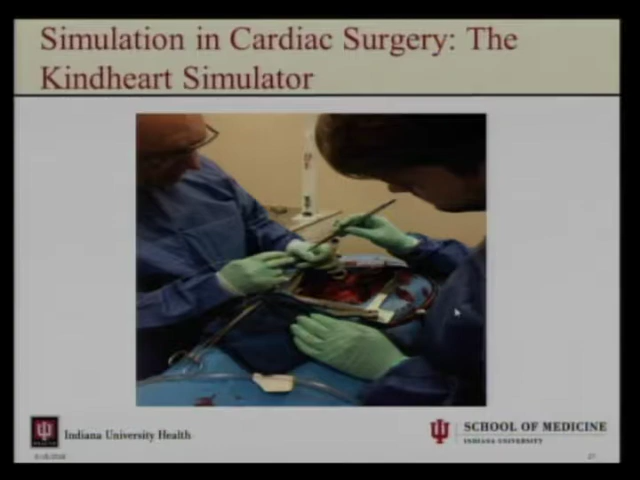 Simulation in Cardiac Surgery: The
Kindheart Simulator
Indiana University Health
SCHOOL OF MEDICINE
INDIANA UNIVERSITY